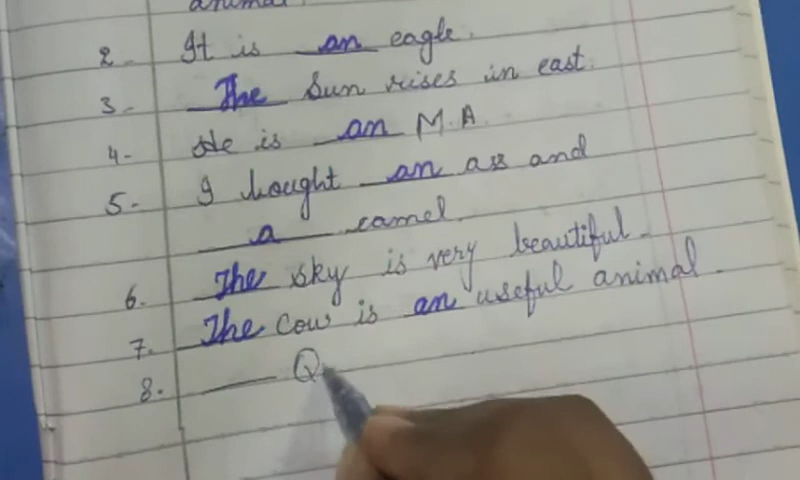 animal.
2. It is an eagle.
3. The Sun rises in east.
4. He is an M.A.
5. I bought an ass and
a camel.
6. The sky is very beautiful.
7. The cow is an useful animal.
8. Q